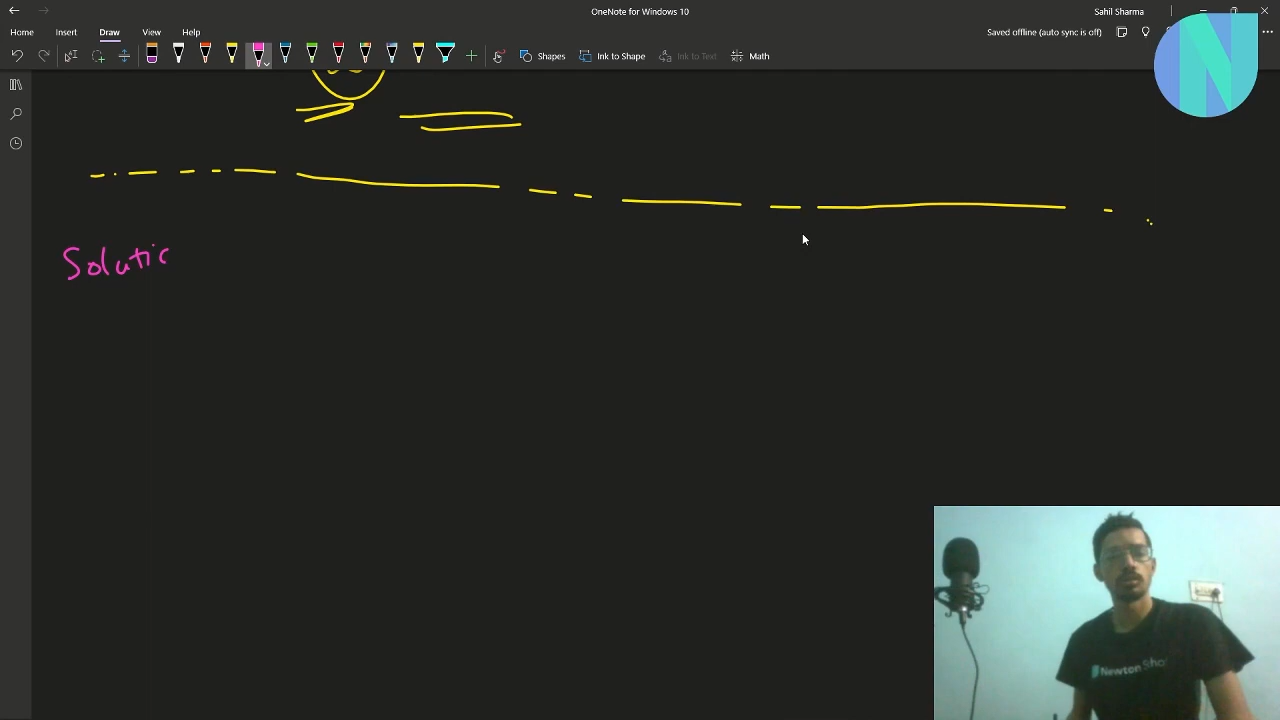 OneNote for Windows 10
Sahil Sharma
Home Insert Draw View Help
Saved offline (auto sync is off)
Shapes Ink to Shape Ink to Text Math
Solutic
Newton